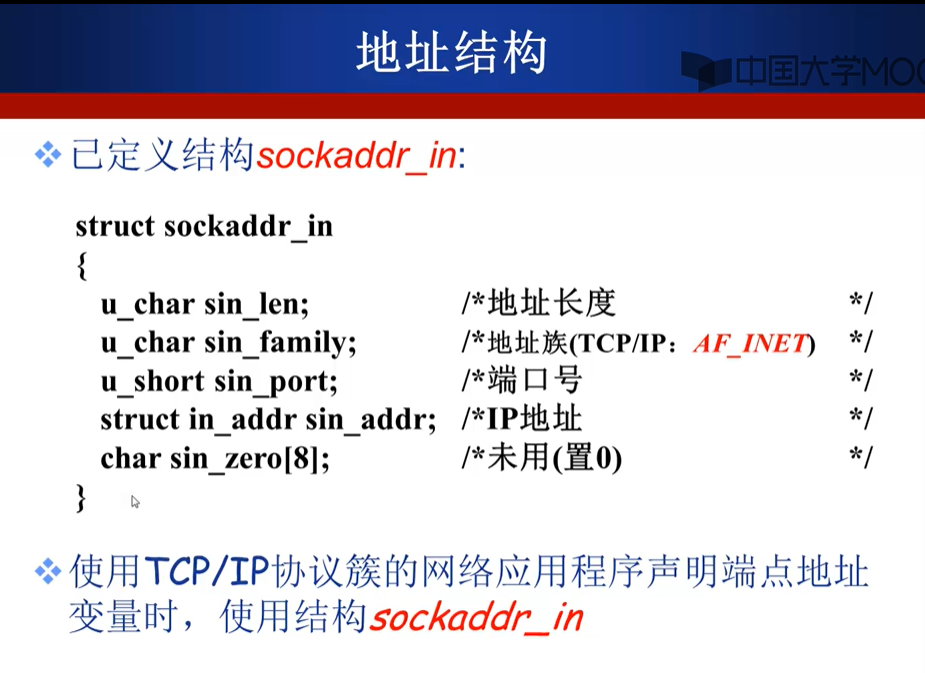 地址结构
中国大学MOO
已定义结构sockaddr_in:
struct sockaddr_in
{
u_char sin_len; /*地址长度 */
u_char sin_family; /*地址族(TCP/IP：AF_INET) */
u_short sin_port; /*端口号 */
struct in_addr sin_addr; /*IP地址 */
char sin_zero[8]; /*未用(置0) */
}
使用TCP/IP协议簇的网络应用程序声明端点地址
变量时，使用结构sockaddr_in